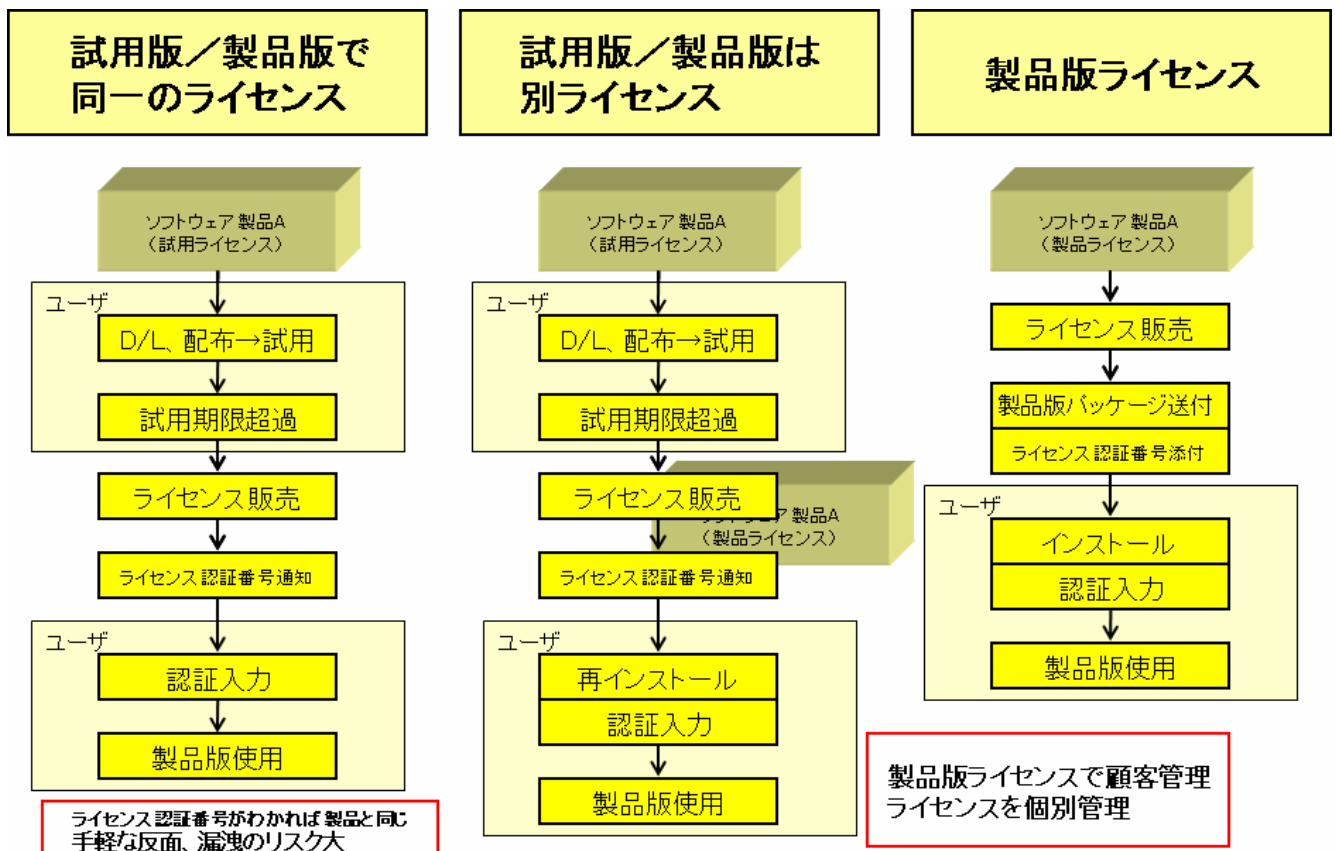 試用版／製品版で
同一のライセンス
ソフトウェア 製品A
（試用ライセンス）
ユーザ
D/L、配布→試用
試用期限超過
ライセンス販売
ライセンス認証番号通知
ユーザ
認証入力
製品版使用
ライセンス認証番号がわかれば製品と同じ
手軽な反面、漏洩のリスク大
試用版／製品版は
別ライセンス
ソフトウェア 製品A
（試用ライセンス）
ユーザ
D/L、配布→試用
試用期限超過
ライセンス販売
ソフトウェア 製品A
（製品ライセンス）
ライセンス認証番号通知
ユーザ
再インストール
認証入力
製品版使用
製品版ライセンス
ソフトウェア 製品A
（製品ライセンス）
ライセンス販売
製品版パッケージ送付
ライセンス認証番号添付
ユーザ
インストール
認証入力
製品版使用
製品版ライセンスで顧客管理
ライセンスを個別管理